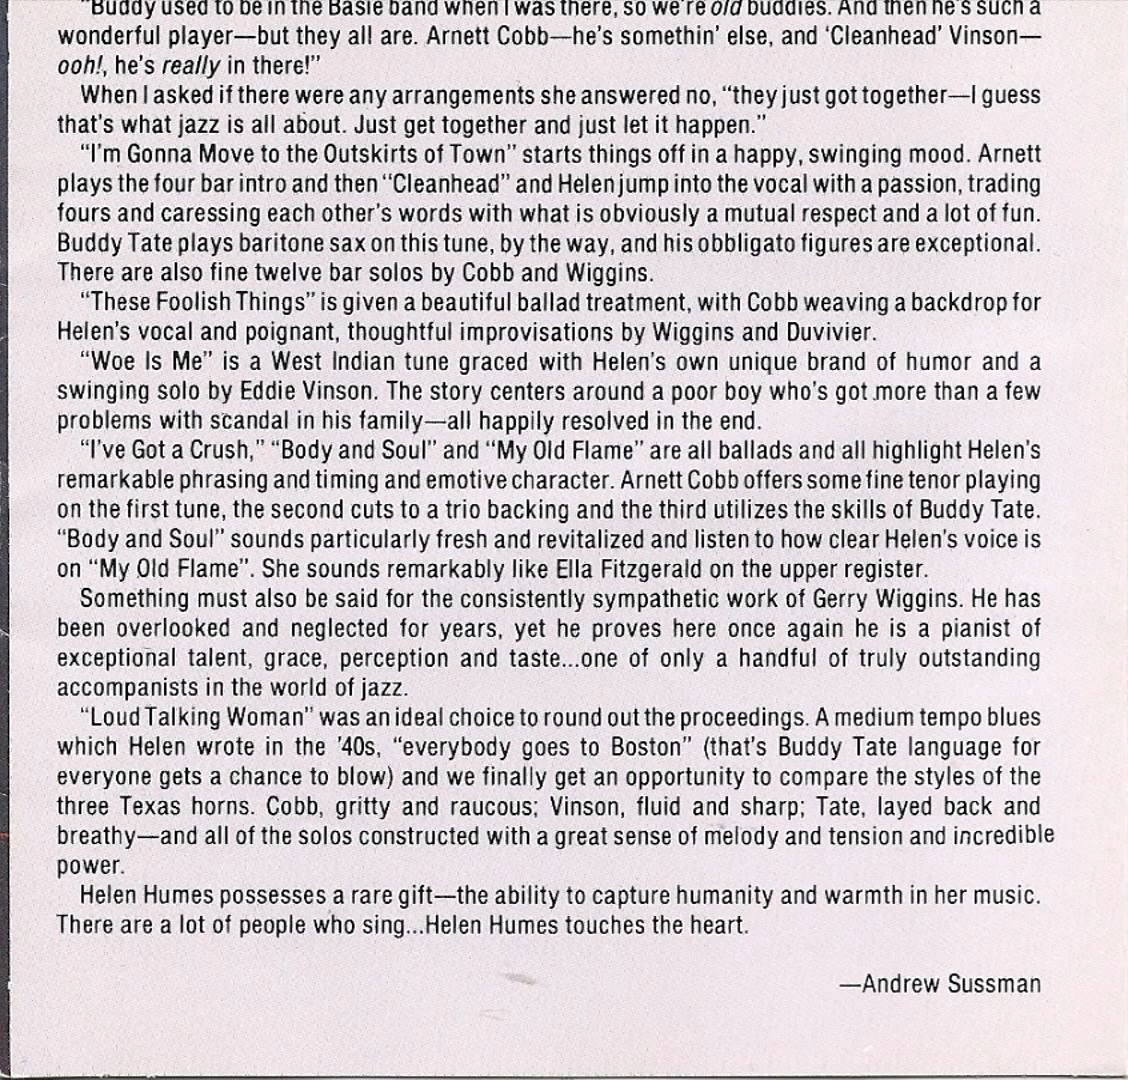 "Buddy used to be in the Basie band when I was there, so we're old buddies. And then he's such a
wonderful player—but they all are. Arnett Cobb—he's somethin' else, and 'Cleanhead' Vinson—
ooh!, he's really in there!"
When I asked if there were any arrangements she answered no, "they just got together—I guess
that's what jazz is all about. Just get together and just let it happen."
"I'm Gonna Move to the Outskirts of Town" starts things off in a happy, swinging mood. Arnett
plays the four bar intro and then "Cleanhead" and Helen jump into the vocal with a passion, trading
fours and caressing each other's words with what is obviously a mutual respect and a lot of fun.
Buddy Tate plays baritone sax on this tune, by the way, and his obbligato figures are exceptional.
There are also fine twelve bar solos by Cobb and Wiggins.
"These Foolish Things" is given a beautiful ballad treatment, with Cobb weaving a backdrop for
Helen's vocal and poignant, thoughtful improvisations by Wiggins and Duvivier.
"Woe Is Me" is a West Indian tune graced with Helen's own unique brand of humor and a
swinging solo by Eddie Vinson. The story centers around a poor boy who's got more than a few
problems with scandal in his family—all happily resolved in the end.
"I've Got a Crush," "Body and Soul" and "My Old Flame" are all ballads and all highlight Helen's
remarkable phrasing and timing and emotive character. Arnett Cobb offers some fine tenor playing
on the first tune, the second cuts to a trio backing and the third utilizes the skills of Buddy Tate.
"Body and Soul" sounds particularly fresh and revitalized and listen to how clear Helen's voice is
on "My Old Flame". She sounds remarkably like Ella Fitzgerald on the upper register.
Something must also be said for the consistently sympathetic work of Gerry Wiggins. He has
been overlooked and neglected for years, yet he proves here once again he is a pianist of
exceptional talent, grace, perception and taste...one of only a handful of truly outstanding
accompanists in the world of jazz.
"Loud Talking Woman" was an ideal choice to round out the proceedings. A medium tempo blues
which Helen wrote in the '40s, "everybody goes to Boston" (that's Buddy Tate language for
everyone gets a chance to blow) and we finally get an opportunity to compare the styles of the
three Texas horns. Cobb, gritty and raucous; Vinson, fluid and sharp; Tate, layed back and
breathy—and all of the solos constructed with a great sense of melody and tension and incredible
power.
Helen Humes possesses a rare gift—the ability to capture humanity and warmth in her music.
There are a lot of people who sing...Helen Humes touches the heart.
—Andrew Sussman